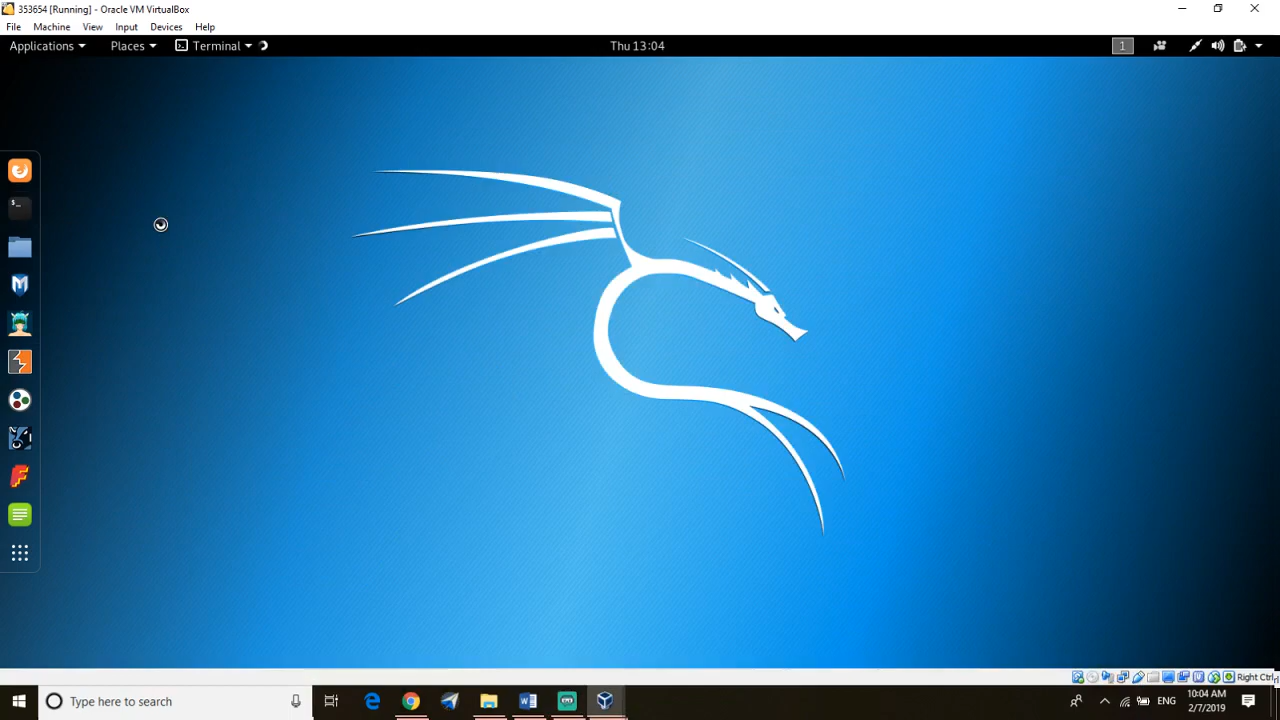 353654 [Running] - Oracle VM VirtualBox
File Machine View Input Devices Help
Applications Places Terminal Thu 13:04 1
$_
Right Ctrl
Type here to search
ENG
10:04 AM
2/7/2019